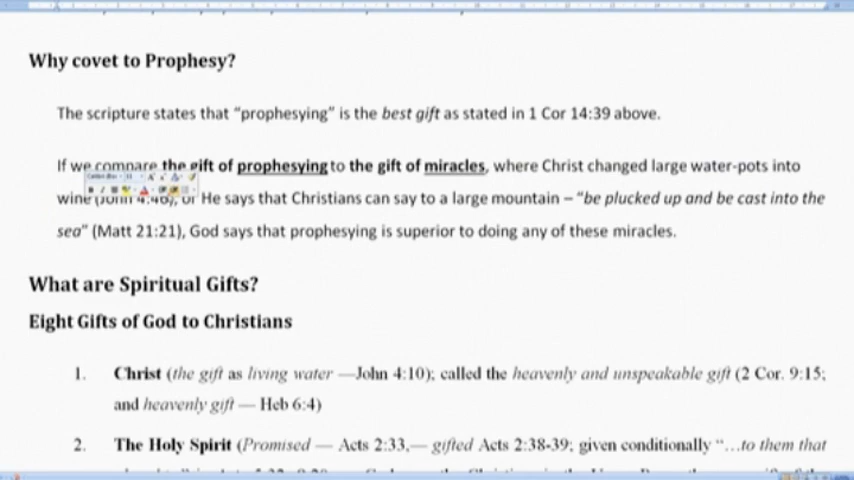 Why covet to Prophesy?
The scripture states that “prophesying” is the best gift as stated in 1 Cor 14:39 above.
If we compare the gift of prophesying to the gift of miracles, where Christ changed large water-pots into
wine (John 4:46), or He says that Christians can say to a large mountain – “be plucked up and be cast into the
sea” (Matt 21:21), God says that prophesying is superior to doing any of these miracles.
What are Spiritual Gifts?
Eight Gifts of God to Christians
1. Christ (the gift as living water —John 4:10); called the heavenly and unspeakable gift (2 Cor. 9:15;
and heavenly gift — Heb 6:4)
2. The Holy Spirit (Promised — Acts 2:33,— gifted Acts 2:38-39; given conditionally “…to them that